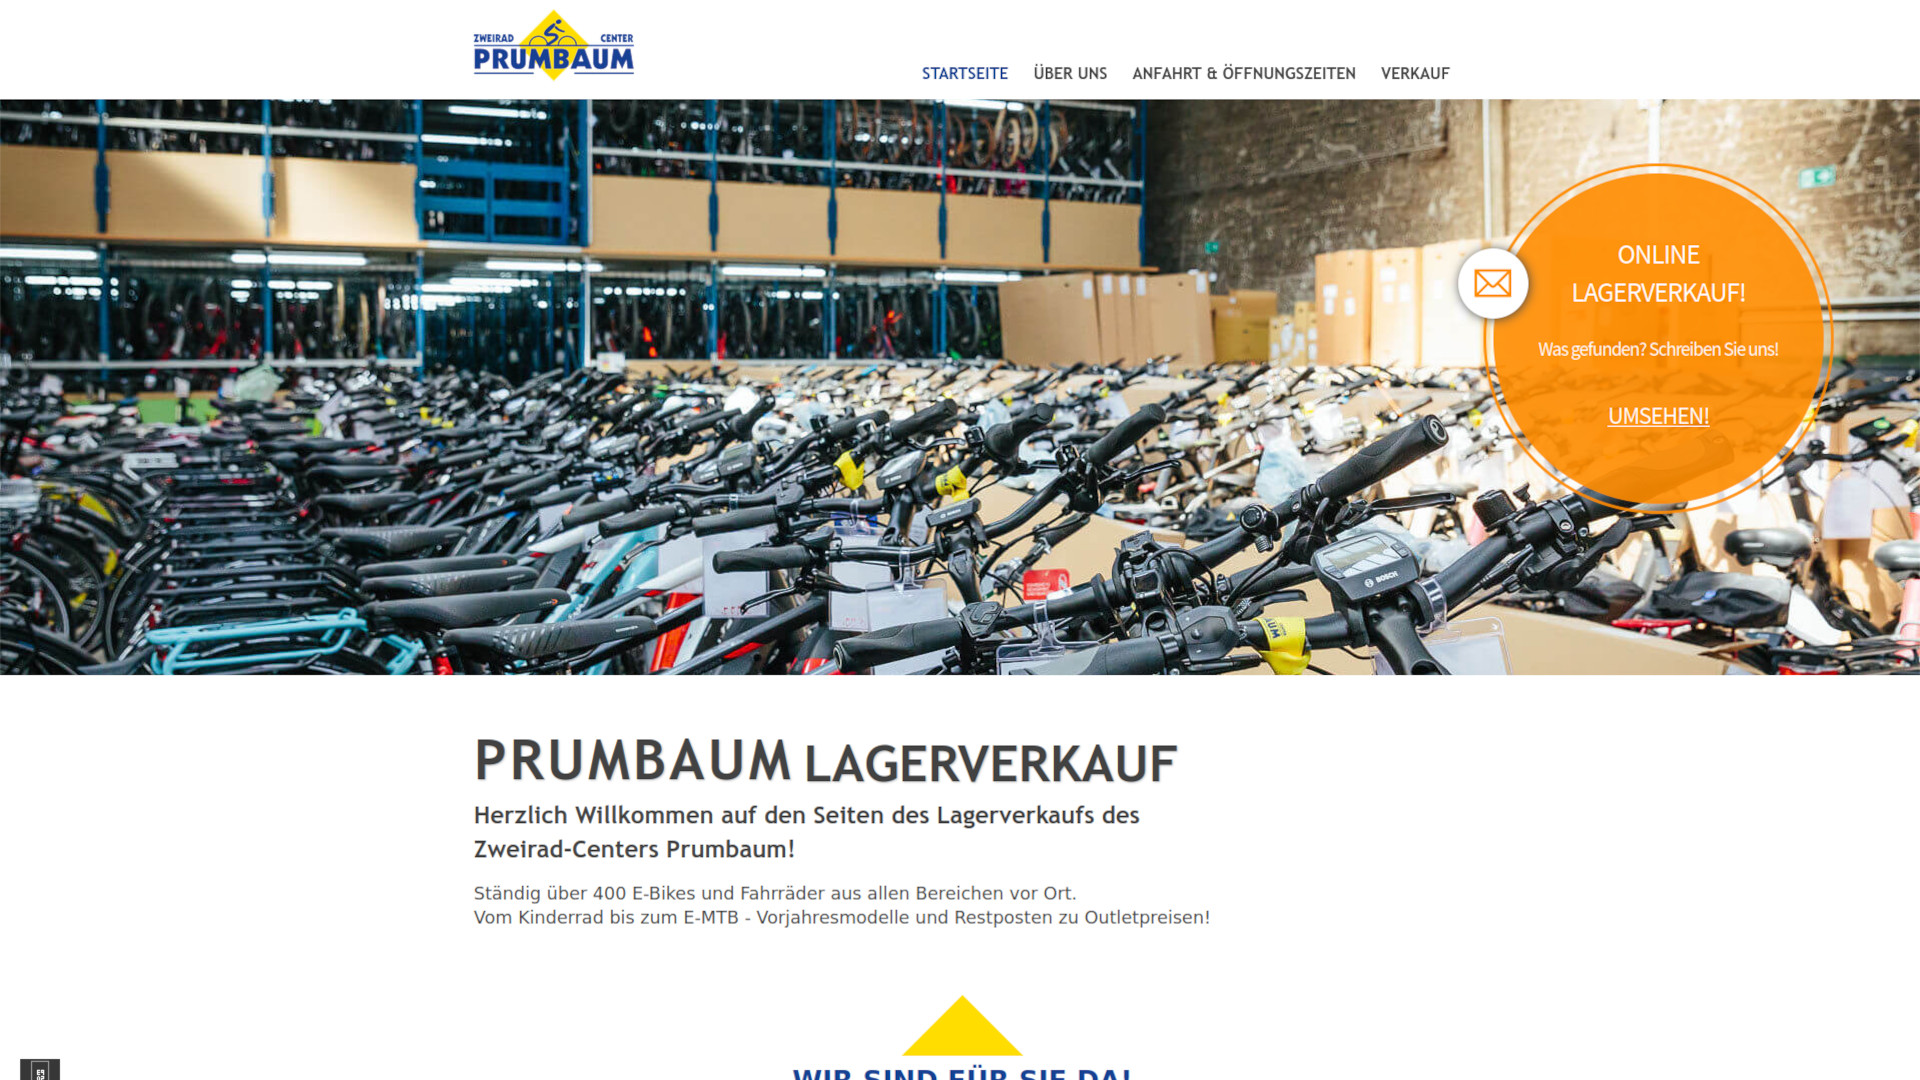 ZWEIRAD CENTER
PRUMBAUM
STARTSEITE ÜBER UNS ANFAHRT & ÖFFNUNGSZEITEN VERKAUF
ONLINE
LAGERVERKAUF!
Was gefunden? Schreiben Sie uns!
UMSEHEN!
BOSCH
PRUMBAUM LAGERVERKAUF
Herzlich Willkommen auf den Seiten des Lagerverkaufs des
Zweirad-Centers Prumbaum!
Ständig über 400 E-Bikes und Fahrräder aus allen Bereichen vor Ort.
Vom Kinderrad bis zum E-MTB - Vorjahresmodelle und Restposten zu Outletpreisen!
WIR SIND FÜR SIE DA!